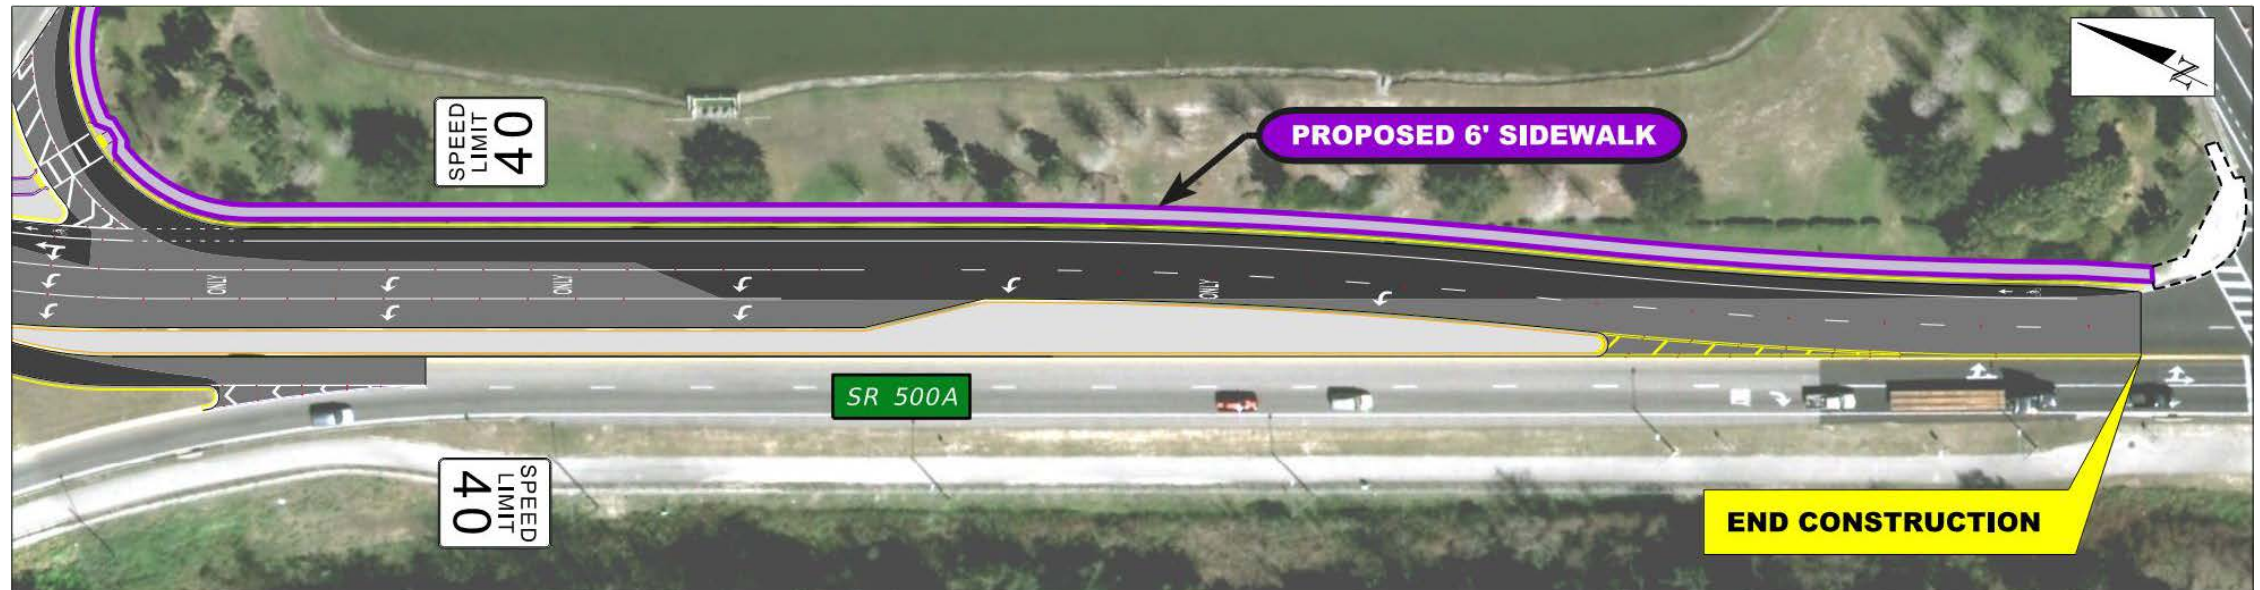 SPEED
LIMIT
40
PROPOSED 6' SIDEWALK
N
ONLY
ONLY
ONLY
SR 500A
SPEED
LIMIT
40
END CONSTRUCTION